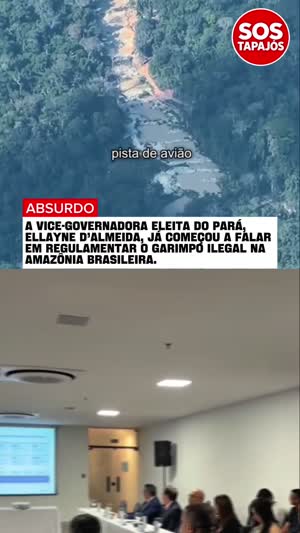 SOS
TAPAJÓS
pista de avião
ABSURDO
A VICE-GOVERNADORA ELEITA DO PARÁ,
ELLAYNE D’ALMEIDA, JÁ COMEÇOU A FALAR
EM REGULAMENTAR O GARIMPO ILEGAL NA
AMAZÔNIA BRASILEIRA.